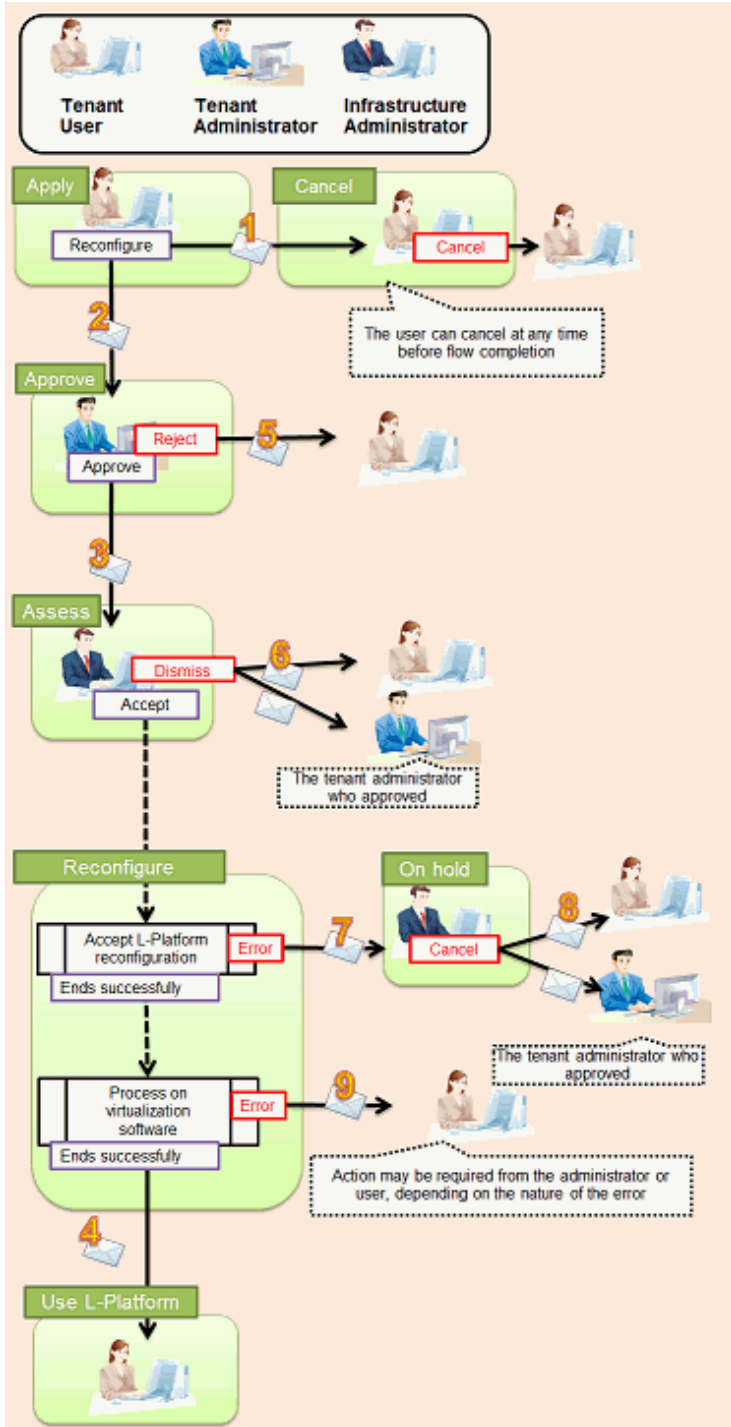 Tenant
User
Tenant
Administrator
Infrastructure
Administrator
Apply
Cancel
1
Reconfigure
Cancel
2
The user can cancel at any time
before flow completion
Approve
Reject
5
Approve
3
Assess
6
Dismiss
Accept
The tenant administrator
who approved
Reconfigure
On hold
8
Accept L-Platform
reconfiguration
Error
7
Cancel
Ends successfully
The tenant administrator who
approved
Process on
virtualization
software
Error
9
Ends successfully
Action may be required from the administrator or
user, depending on the nature of the error
4
Use L-Platform